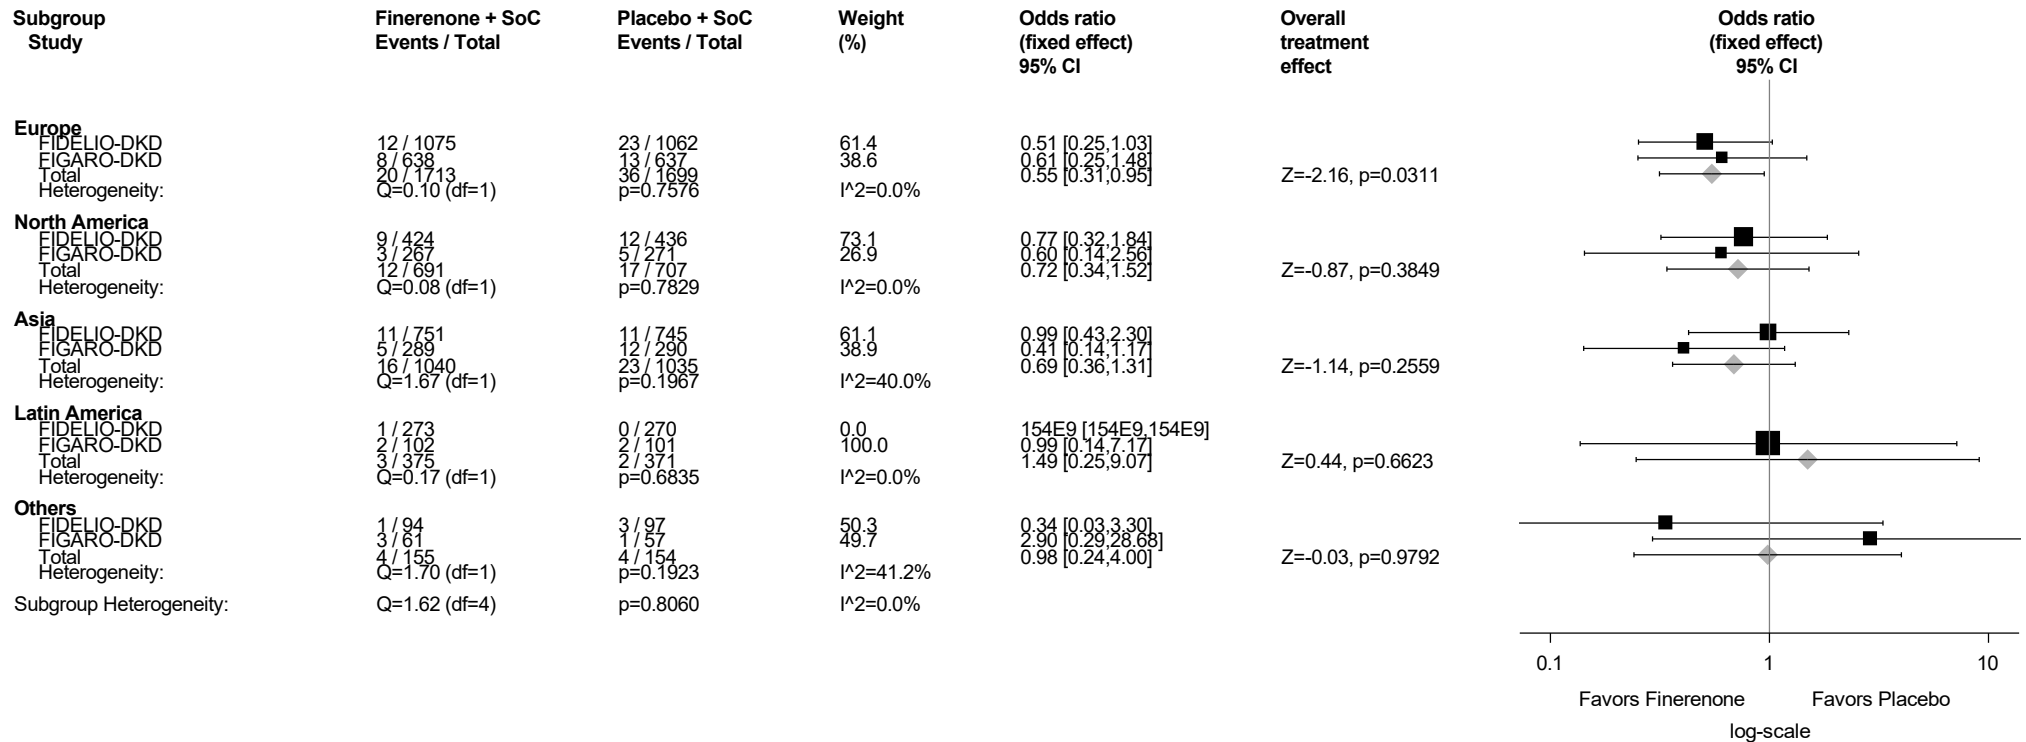 Subgroup Finerenone + SoC Placebo + SoC Weight Odds ratio Overall Odds ratio
Study Events / Total Events / Total (%) (fixed effect) treatment (fixed effect)
95% CI effect 95% CI
Europe
FIDELIO-DKD 12 / 1075 23 / 1062 61.4 0.51 [0.25,1.03]
FIGARO-DKD 8 / 638 13 / 637 38.6 0.61 [0.25,1.48]
Total 20 / 1713 36 / 1699 0.55 [0.31,0.95] Z=-2.16, p=0.0311
Heterogeneity: Q=0.10 (df=1) p=0.7576 I^2=0.0%
North America
FIDELIO-DKD 9 / 424 12 / 436 73.1 0.77 [0.32,1.84]
FIGARO-DKD 3 / 267 5 / 271 26.9 0.60 [0.14,2.56]
Total 12 / 691 17 / 707 0.72 [0.34,1.52] Z=-0.87, p=0.3849
Heterogeneity: Q=0.08 (df=1) p=0.7829 I^2=0.0%
Asia
FIDELIO-DKD 11 / 751 11 / 745 61.1 0.99 [0.43,2.30]
FIGARO-DKD 5 / 289 12 / 290 38.9 0.41 [0.14,1.17]
Total 16 / 1040 23 / 1035 0.69 [0.36,1.31] Z=-1.14, p=0.2559
Heterogeneity: Q=1.67 (df=1) p=0.1967 I^2=40.0%
Latin America
FIDELIO-DKD 1 / 273 0 / 270 0.0 154E9 [154E9,154E9]
FIGARO-DKD 2 / 102 2 / 101 100.0 0.99 [0.14,7.17]
Total 3 / 375 2 / 371 1.49 [0.25,9.07] Z=0.44, p=0.6623
Heterogeneity: Q=0.17 (df=1) p=0.6835 I^2=0.0%
Others
FIDELIO-DKD 1 / 94 3 / 97 50.3 0.34 [0.03,3.30]
FIGARO-DKD 3 / 61 1 / 57 49.7 2.90 [0.29,28.68]
Total 4 / 155 4 / 154 0.98 [0.24,4.00] Z=-0.03, p=0.9792
Heterogeneity: Q=1.70 (df=1) p=0.1923 I^2=41.2%
Subgroup Heterogeneity: Q=1.62 (df=4) p=0.8060 I^2=0.0%
0.1 1 10
Favors Finerenone Favors Placebo
log-scale